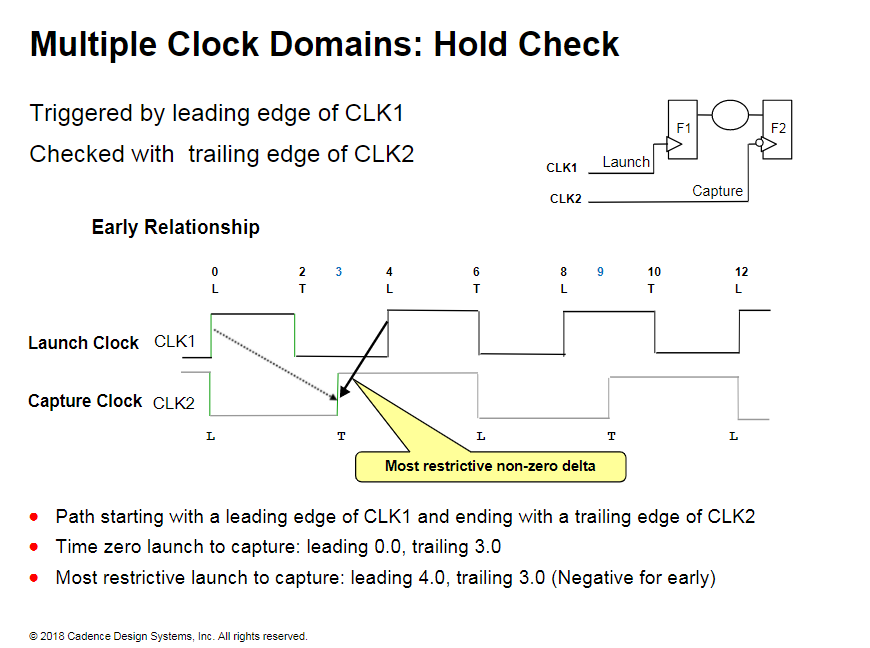 Multiple Clock Domains: Hold Check
Triggered by leading edge of CLK1
Checked with trailing edge of CLK2
F1
F2
CLK1
Launch
CLK2
Capture
Early Relationship
0 2 3 4 6 8 9 10 12
L T L T L T L
Launch Clock CLK1
Capture Clock CLK2
L T L T L
Most restrictive non-zero delta
• Path starting with a leading edge of CLK1 and ending with a trailing edge of CLK2
• Time zero launch to capture: leading 0.0, trailing 3.0
• Most restrictive launch to capture: leading 4.0, trailing 3.0 (Negative for early)
© 2018 Cadence Design Systems, Inc. All rights reserved.